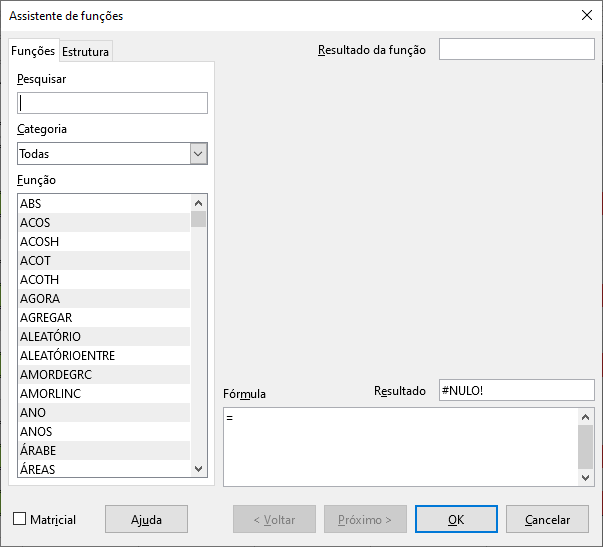 Assistente de funções
Funções Estrutura
Resultado da função
Pesquisar
Categoria
Todas
Função
ABS
ACOS
ACOSH
ACOT
ACOTH
AGORA
AGREGAR
ALEATÓRIO
ALEATÓRIOENTRE
AMORDEGRC
AMORLINC
ANO
ANOS
ÁRABE
ÁREAS
Fórmula
Resultado #NULO!
=
Matricial
Ajuda
< Voltar
Próximo >
OK
Cancelar